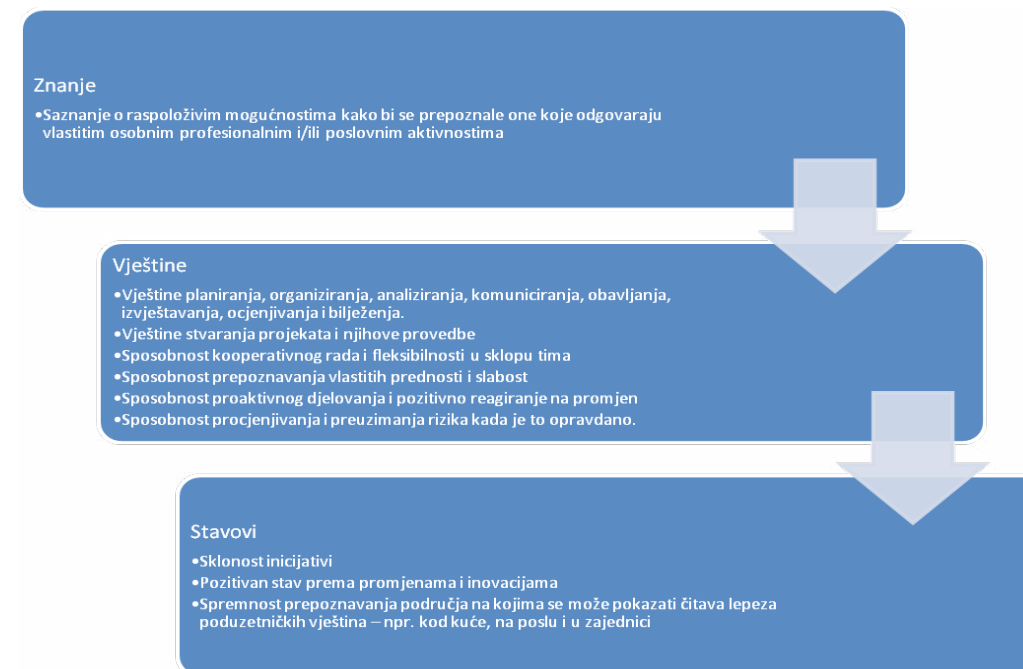 Znanje
•Saznanje o raspoloživim mogućnostima kako bi se prepoznale one koje odgovaraju
vlastitim osobnim profesionalnim i/ili poslovnim aktivnostima
Vještine
•Vještine planiranja, organiziranja, analiziranja, komuniciranja, obavljanja,
izvještavanja, ocjenjivanja i bilježenja.
•Vještine stvaranja projekata i njihove provedbe
•Sposobnost kooperativnog rada i fleksibilnosti u sklopu tima
•Sposobnost prepoznavanja vlastitih prednosti i slabost
•Sposobnost proaktivnog djelovanja i pozitivno reagiranje na promjen
•Sposobnost procjenjivanja i preuzimanja rizika kada je to opravdano.
Stavovi
•Sklonost inicijativi
•Pozitivan stav prema promjenama i inovacijama
•Spremnost prepoznavanja područja na kojima se može pokazati čitava lepeza
poduzetničkih vještina – npr. kod kuće, na poslu i u zajednici